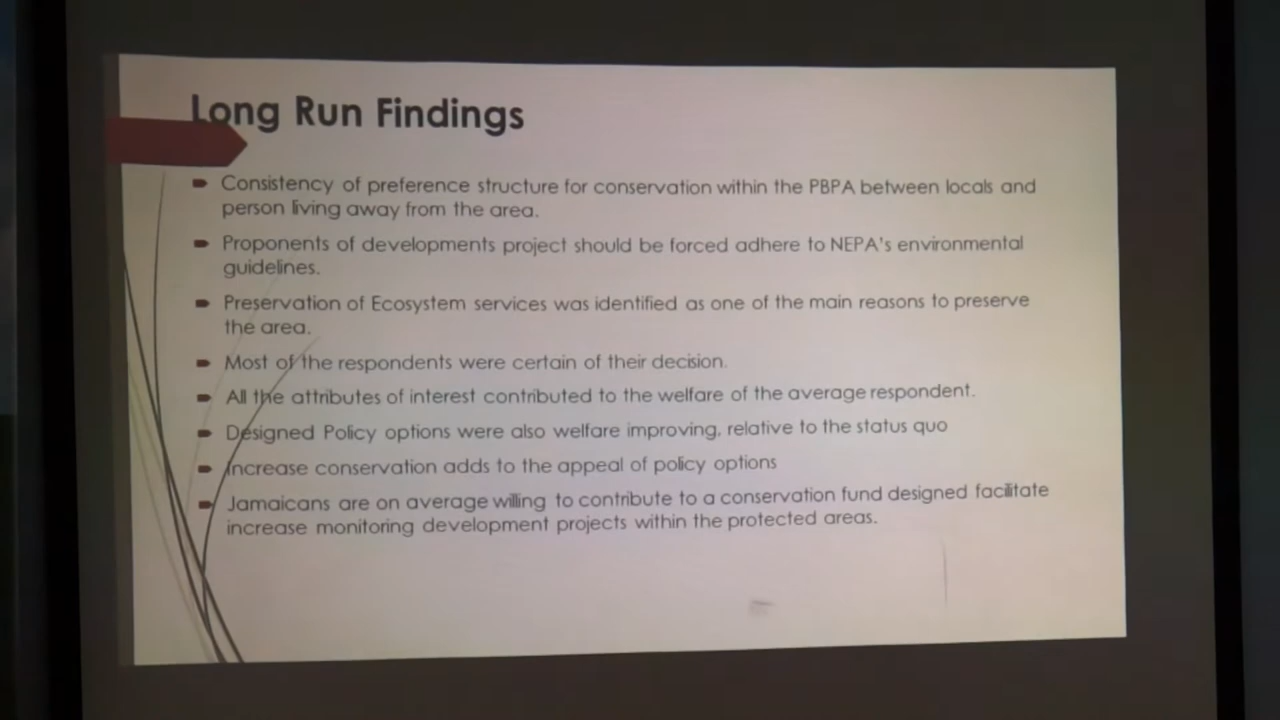 Long Run Findings
Consistency of preference structure for conservation within the PBPA between locals and
person living away from the area.
Proponents of developments project should be forced adhere to NEPA's environmental
guidelines.
Preservation of Ecosystem services was identified as one of the main reasons to preserve
the area.
Most of the respondents were certain of their decision.
All the attributes of interest contributed to the welfare of the average respondent.
Designed Policy options were also welfare improving, relative to the status quo
Increase conservation adds to the appeal of policy options
Jamaicans are on average willing to contribute to a conservation fund designed facilitate
increase monitoring development projects within the protected areas.